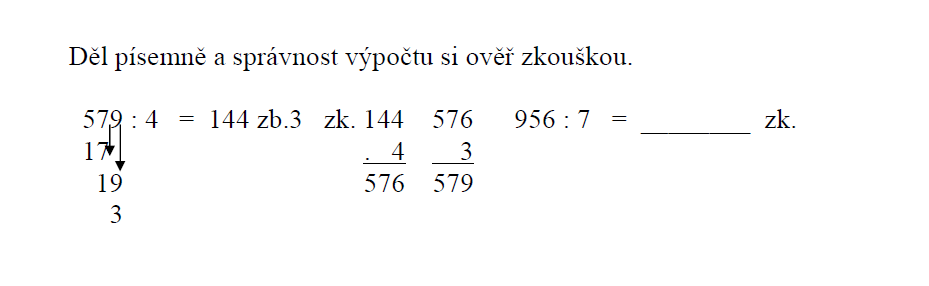 Děl písemně a správnost výpočtu si ověř zkouškou.
579 : 4 = 144 zb.3 zk. 144 576 956 : 7 = ________ zk.
17 . 4 3
19 576 579
3